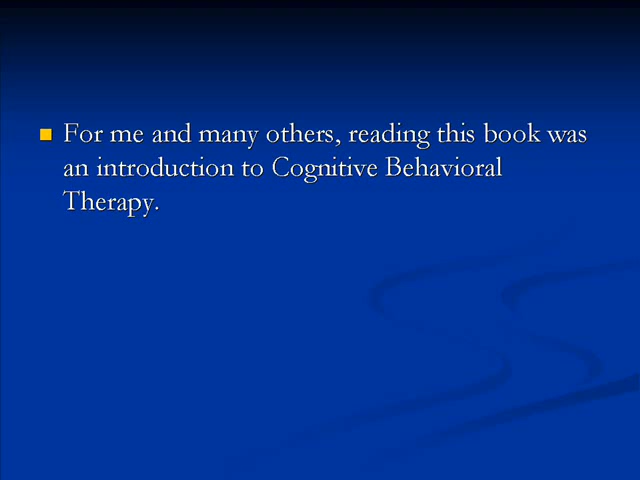 For me and many others, reading this book was
an introduction to Cognitive Behavioral
Therapy.